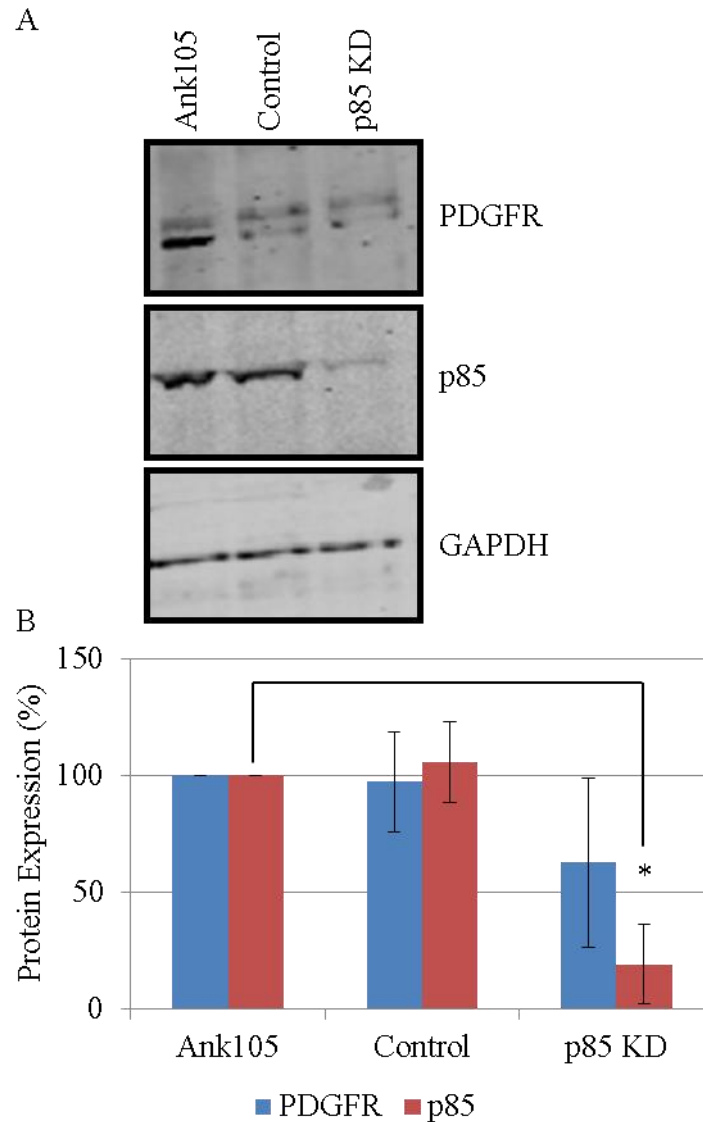 A
Ank105
Control
p85 KD
PDGFR
p85
GAPDH
B
Protein Expression (%)
150
100
50
0
*
Ank105 Control p85 KD
PDGFR p85